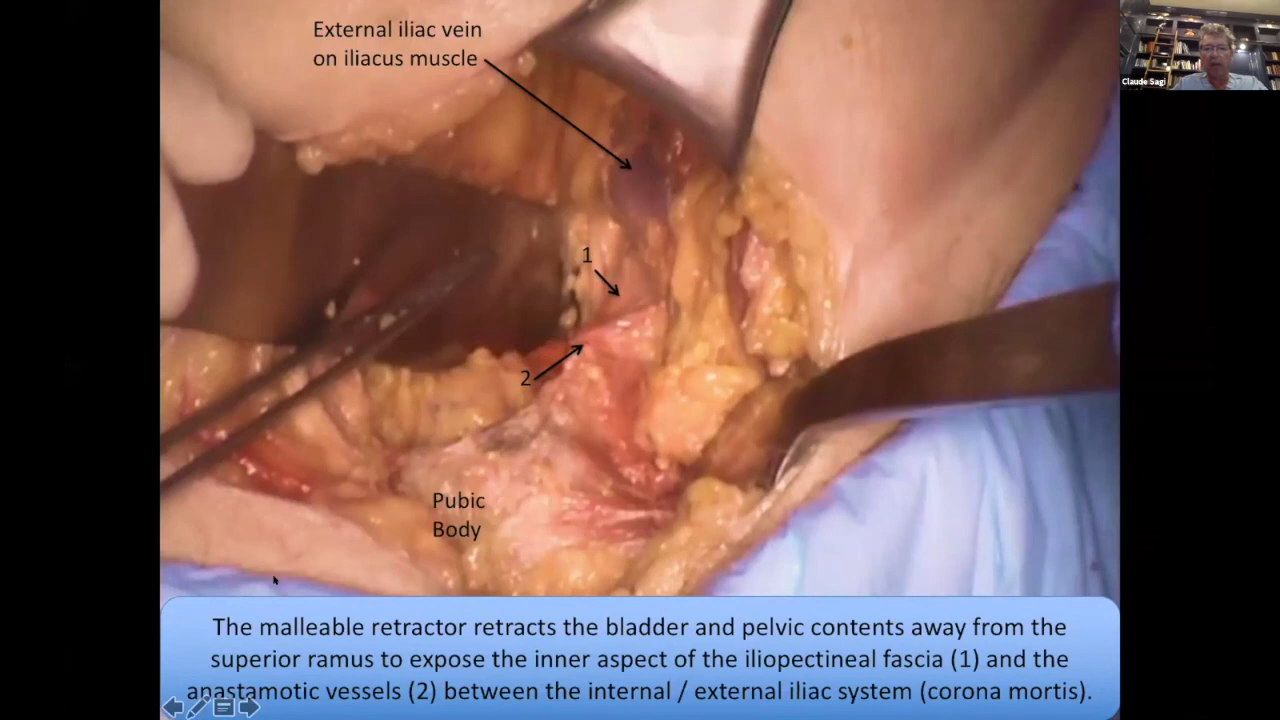 External iliac vein
on iliacus muscle
Claude Sagi
1
2
Pubic
Body
The malleable retractor retracts the bladder and pelvic contents away from the
superior ramus to expose the inner aspect of the iliopectineal fascia (1) and the
anastamotic vessels (2) between the internal / external iliac system (corona mortis).